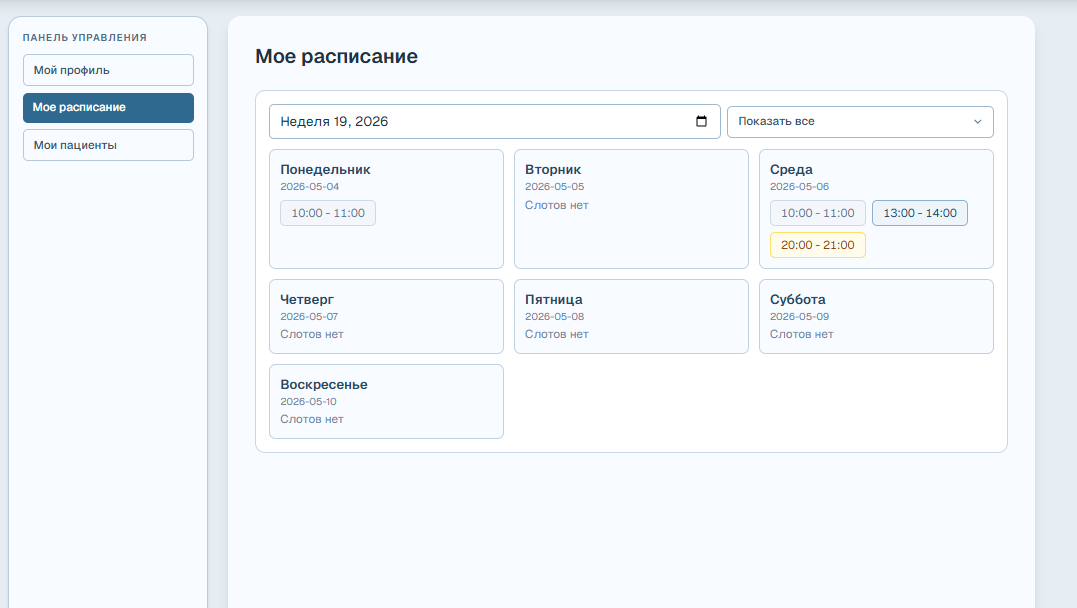 ПАНЕЛЬ УПРАВЛЕНИЯ
Мой профиль
Мое расписание
Мои пациенты
Мое расписание
Неделя 19, 2026
Показать все
Понедельник
2026-05-04
10:00 - 11:00
Вторник
2026-05-05
Слотов нет
Среда
2026-05-06
10:00 - 11:00
13:00 - 14:00
20:00 - 21:00
Четверг
2026-05-07
Слотов нет
Пятница
2026-05-08
Слотов нет
Суббота
2026-05-09
Слотов нет
Воскресенье
2026-05-10
Слотов нет